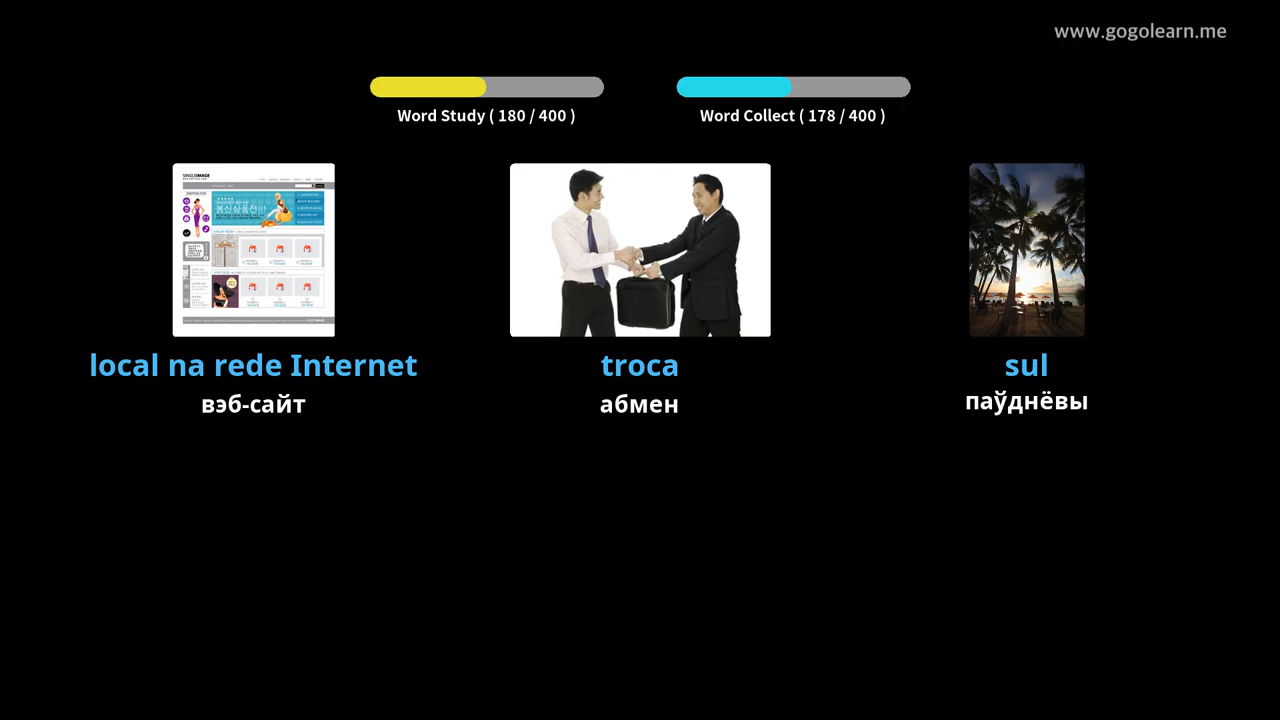 www.gogolearn.me
Word Study ( 180 / 400 )
Word Collect ( 178 / 400 )
local na rede Internet
вэб-сайт
troca
абмен
sul
паўднёвы